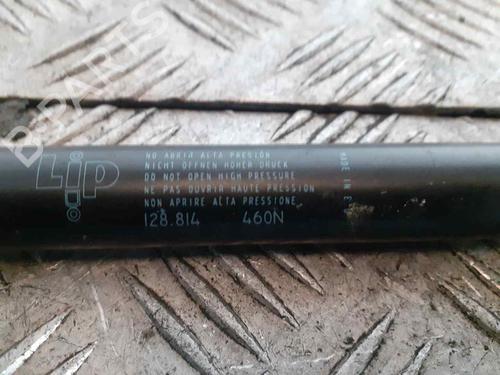 Lip
NO ABRIR ALTA PRESION
NICHT OFFNEN HOHER DRUCK
DO NOT OPEN HIGH PRESSURE
NE PAS OUVRIR HAUTE PRESSION
NON APRIRE ALTA PRESSIONE
128.814 460N
MADE IN
B-PARTS